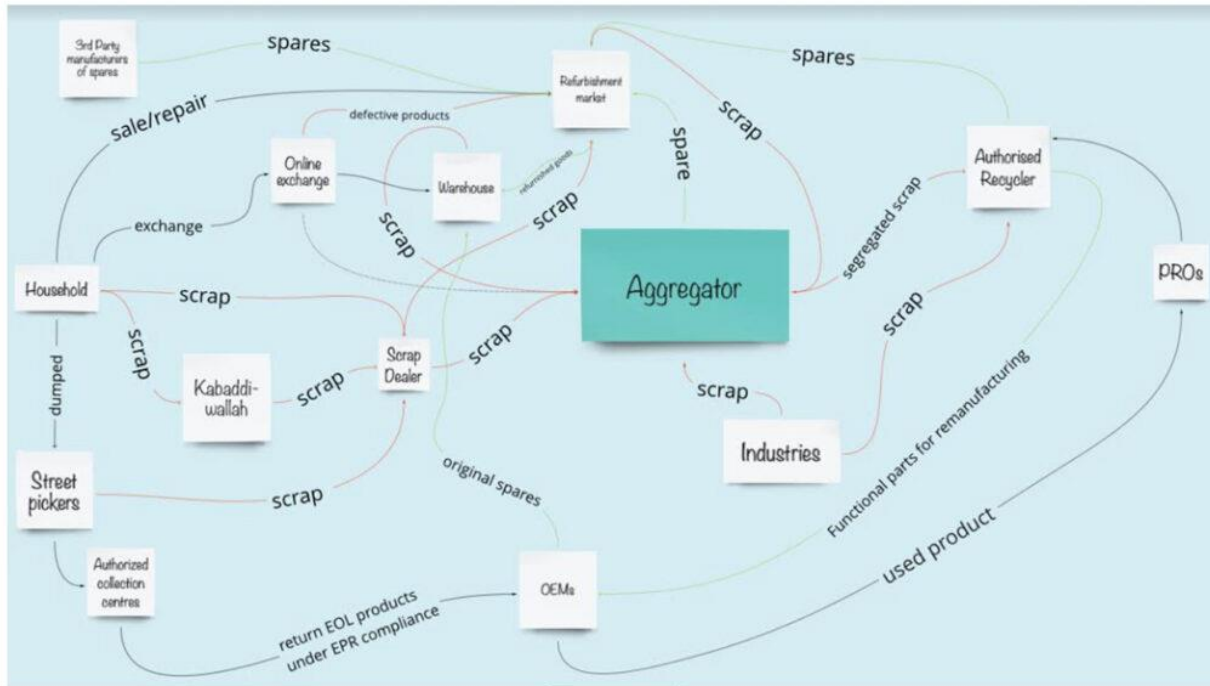 3rd Party
manufacturirs
of spares
spares
Refurbishment
market
spares
sale/repair
defective products
scrap
Online
exchange
Warehouse
refurnished goods
spare
Authorised
Recycler
exchange
scrap
scrap
segregated scrap
PROs
Household
scrap
Aggregator
scrap
scrap
scrap
dumped
Kabaddi-
wallah
scrap
Scrap
Dealer
scrap
Industries
Street
pickers
scrap
original spares
Functional parts for remanufacturing
used product
Authorized
collection
centres
OEMs
return EOL products
under EPR compliance